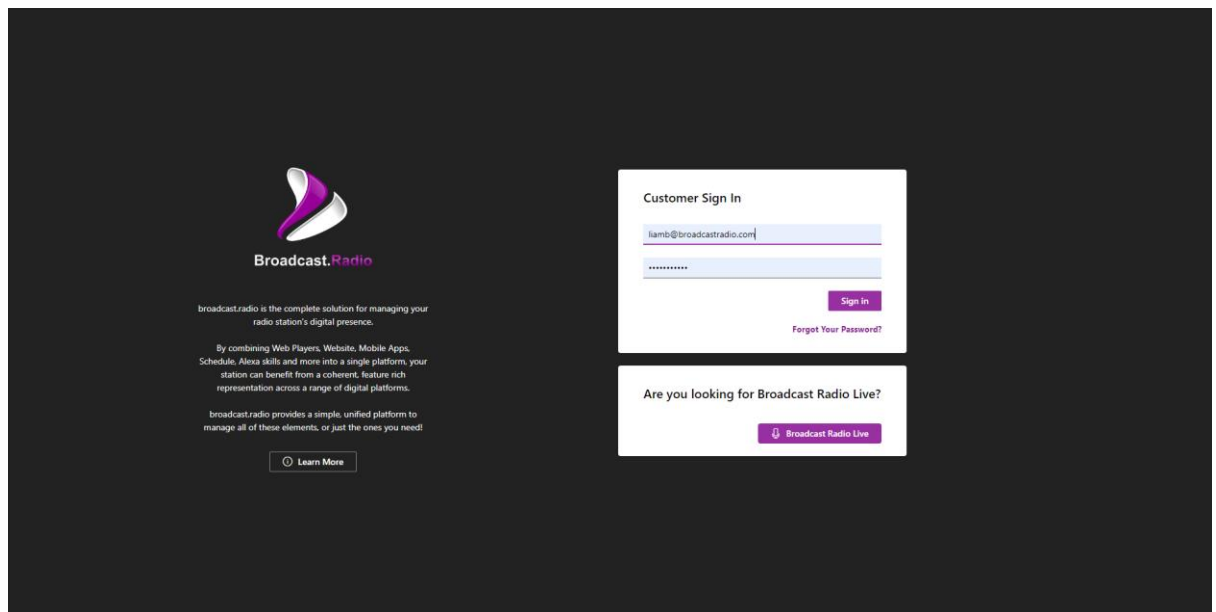 Broadcast.Radio
broadcast.radio is the complete solution for managing your
radio station's digital presence.
By combining Web Players, Website, Mobile Apps,
Schedule, Alexa skills and more into a single platform, your
station can benefit from a coherent, feature rich
representation across a range of digital platforms.
broadcast.radio provides a simple, unified platform to
manage all of these elements, or just the ones you need!
Learn More
Customer Sign In
liamb@broadcastradio.com
•••••••••••
Sign in
Forgot Your Password?
Are you looking for Broadcast Radio Live?
Broadcast Radio Live